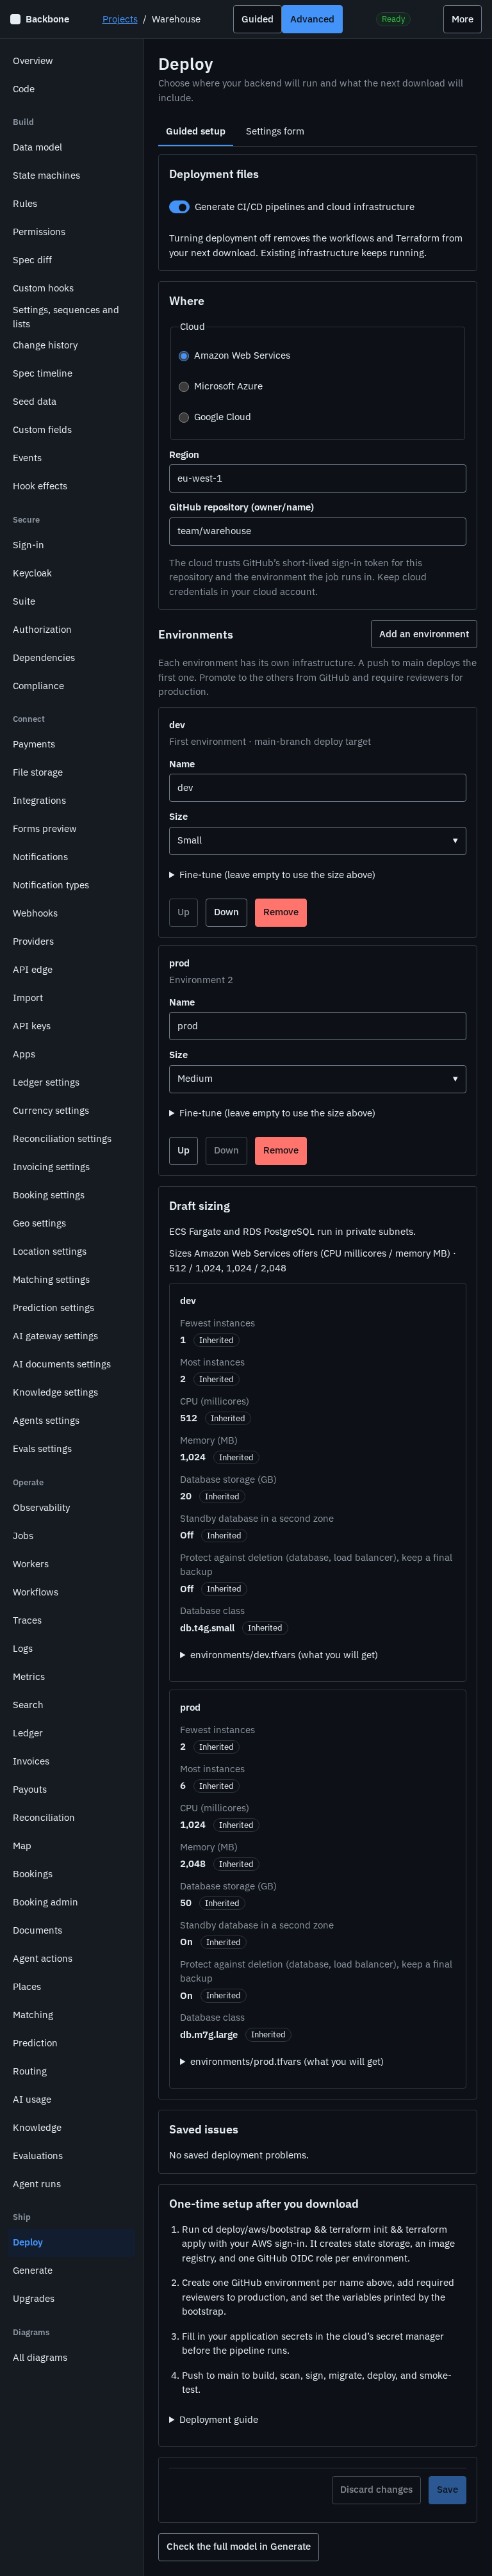 Backbone
Projects / Warehouse
Guided
Advanced
Ready
More
Overview
Code
Build
Data model
State machines
Rules
Permissions
Spec diff
Custom hooks
Settings, sequences and
lists
Change history
Spec timeline
Seed data
Custom fields
Events
Hook effects
Secure
Sign-in
Keycloak
Suite
Authorization
Dependencies
Compliance
Connect
Payments
File storage
Integrations
Forms preview
Notifications
Notification types
Webhooks
Providers
API edge
Import
API keys
Apps
Ledger settings
Currency settings
Reconciliation settings
Invoicing settings
Booking settings
Geo settings
Location settings
Matching settings
Prediction settings
AI gateway settings
AI documents settings
Knowledge settings
Agents settings
Evals settings
Operate
Observability
Jobs
Workers
Workflows
Traces
Logs
Metrics
Search
Ledger
Invoices
Payouts
Reconciliation
Map
Bookings
Booking admin
Documents
Agent actions
Places
Matching
Prediction
Routing
AI usage
Knowledge
Evaluations
Agent runs
Ship
Deploy
Generate
Upgrades
Diagrams
All diagrams
Deploy
Choose where your backend will run and what the next download will
include.
Guided setup
Settings form
Deployment files
Generate CI/CD pipelines and cloud infrastructure
Turning deployment off removes the workflows and Terraform from
your next download. Existing infrastructure keeps running.
Where
Cloud
Amazon Web Services
Microsoft Azure
Google Cloud
Region
eu-west-1
GitHub repository (owner/name)
team/warehouse
The cloud trusts GitHub's short-lived sign-in token for this
repository and the environment the job runs in. Keep cloud
credentials in your cloud account.
Environments
Add an environment
Each environment has its own infrastructure. A push to main deploys the
first one. Promote to the others from GitHub and require reviewers for
production.
dev
First environment · main-branch deploy target
Name
dev
Size
Small
Fine-tune (leave empty to use the size above)
Up
Down
Remove
prod
Environment 2
Name
prod
Size
Medium
Fine-tune (leave empty to use the size above)
Up
Down
Remove
Draft sizing
ECS Fargate and RDS PostgreSQL run in private subnets.
Sizes Amazon Web Services offers (CPU millicores / memory MB) ·
512 / 1,024, 1,024 / 2,048
dev
Fewest instances
1 Inherited
Most instances
2 Inherited
CPU (millicores)
512 Inherited
Memory (MB)
1,024 Inherited
Database storage (GB)
20 Inherited
Standby database in a second zone
Off Inherited
Protect against deletion (database, load balancer), keep a final
backup
Off Inherited
Database class
db.t4g.small Inherited
environments/dev.tfvars (what you will get)
prod
Fewest instances
2 Inherited
Most instances
6 Inherited
CPU (millicores)
1,024 Inherited
Memory (MB)
2,048 Inherited
Database storage (GB)
50 Inherited
Standby database in a second zone
On Inherited
Protect against deletion (database, load balancer), keep a final
backup
On Inherited
Database class
db.m7g.large Inherited
environments/prod.tfvars (what you will get)
Saved issues
No saved deployment problems.
One-time setup after you download
1. Run cd deploy/aws/bootstrap && terraform init && terraform
apply with your AWS sign-in. It creates state storage, an image
registry, and one GitHub OIDC role per environment.
2. Create one GitHub environment per name above, add required
reviewers to production, and set the variables printed by the
bootstrap.
3. Fill in your application secrets in the cloud's secret manager
before the pipeline runs.
4. Push to main to build, scan, sign, migrate, deploy, and smoke-
test.
Deployment guide
Discard changes
Save
Check the full model in Generate